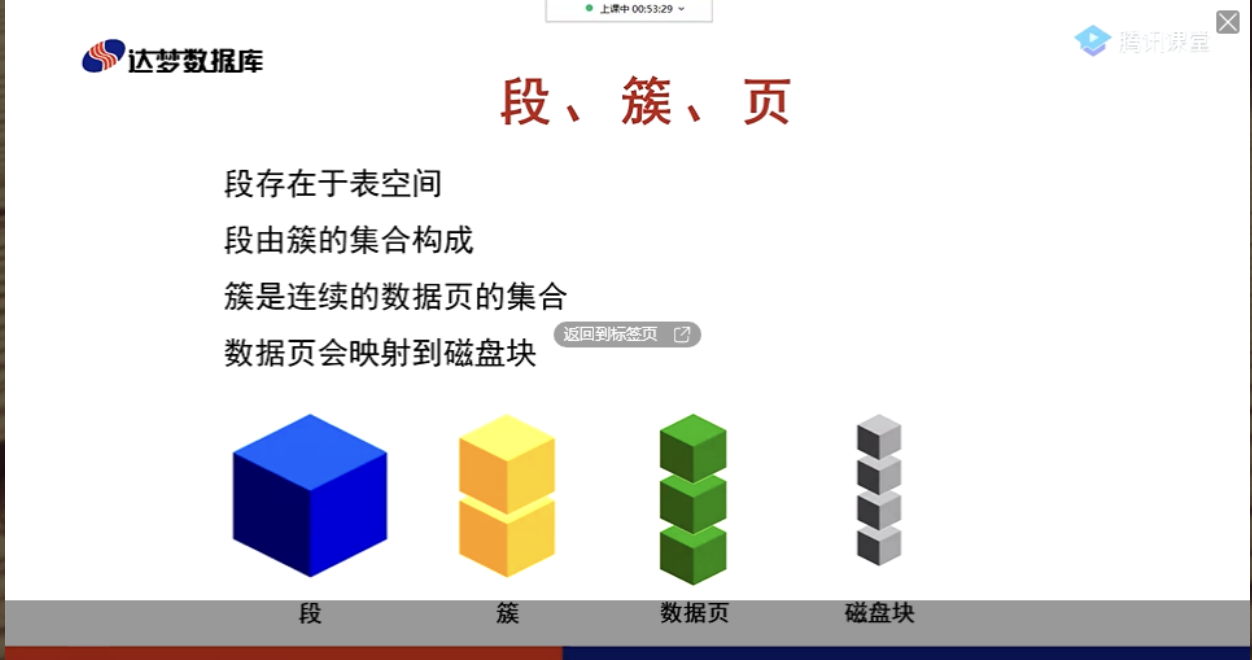 上课中 00:53:29
达梦数据库
腾讯课堂
段、簇、页
段存在于表空间
段由簇的集合构成
簇是连续的数据页的集合
返回到标签页
数据页会映射到磁盘块
段 簇 数据页 磁盘块